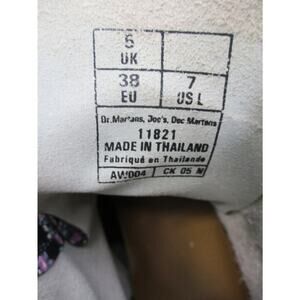 5
UK
38 7
EU US L
Dr.Martens, Doc's, Doc Martens
11821
MADE IN THAILAND
Fabriqué en Thaïlande
AW004 CK 05 N